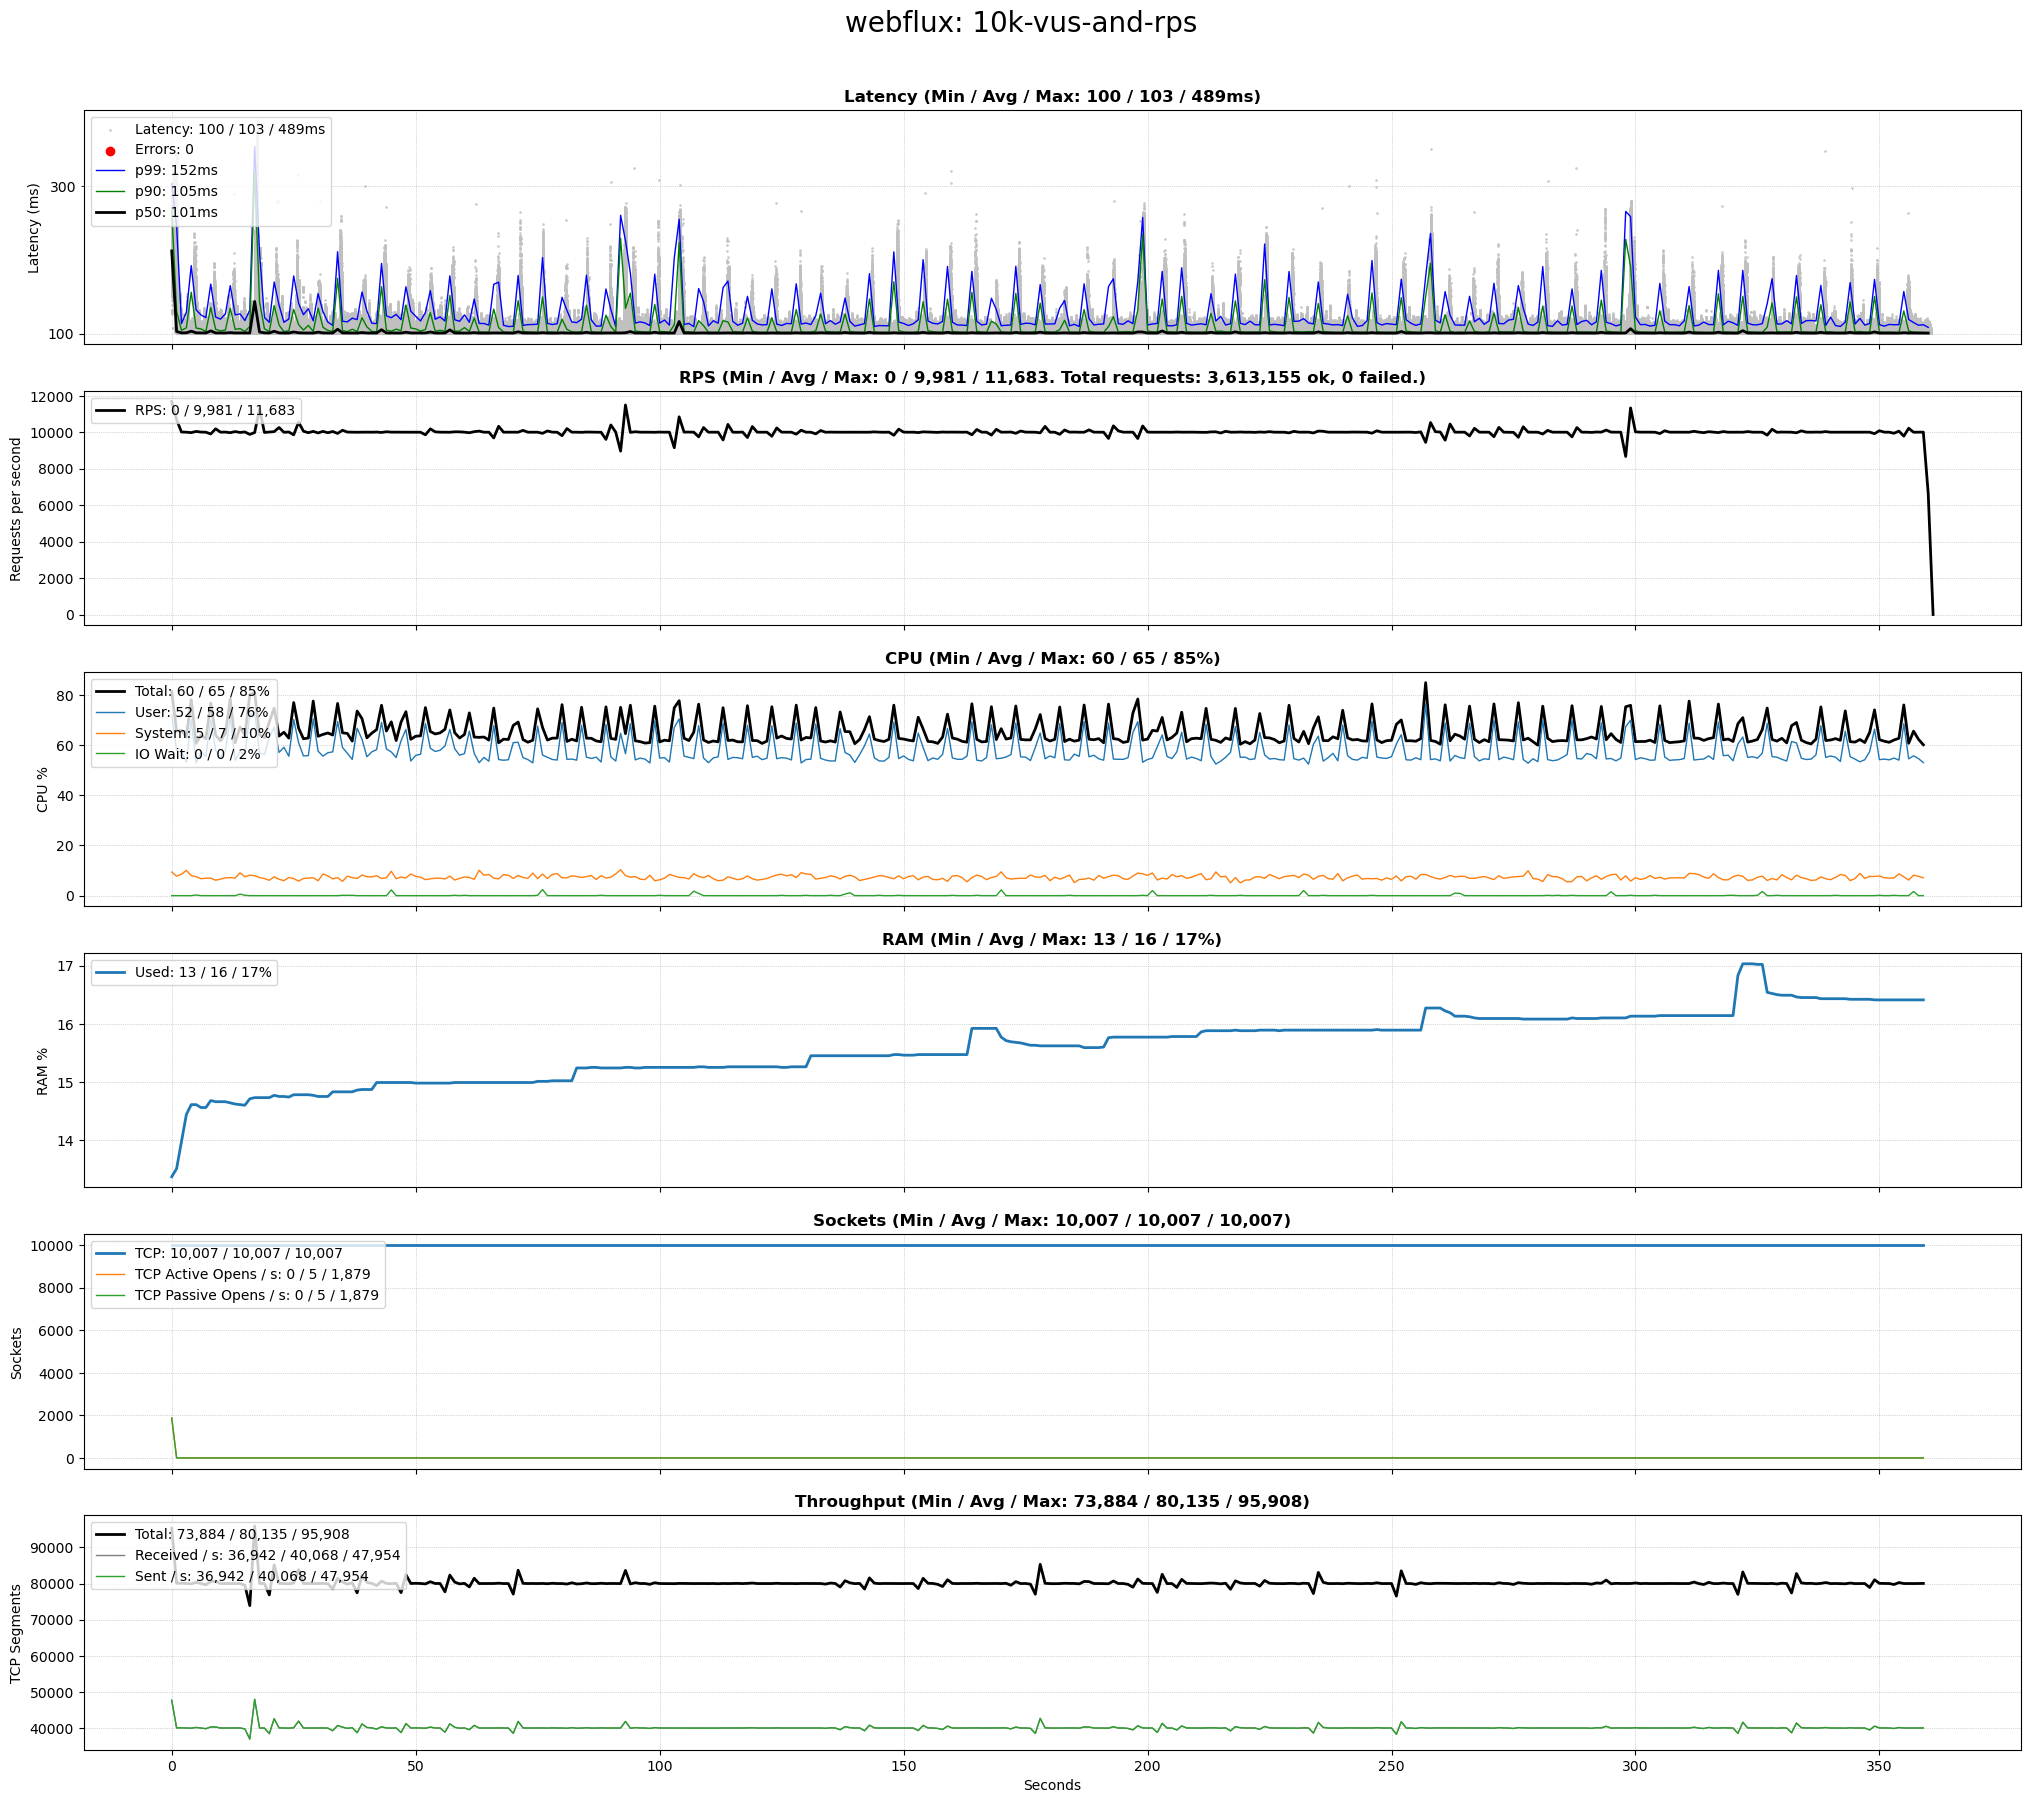 webflux: 10k-vus-and-rps
Latency (Min / Avg / Max: 100 / 103 / 489ms)
Latency: 100 / 103 / 489ms
Errors: 0
p99: 152ms
p90: 105ms
p50: 101ms
Latency (ms)
300
100
RPS (Min / Avg / Max: 0 / 9,981 / 11,683. Total requests: 3,613,155 ok, 0 failed.)
RPS: 0 / 9,981 / 11,683
Requests per second
12000
10000
8000
6000
4000
2000
0
CPU (Min / Avg / Max: 60 / 65 / 85%)
Total: 60 / 65 / 85%
User: 52 / 58 / 76%
System: 5 / 7 / 10%
IO Wait: 0 / 0 / 2%
CPU %
80
60
40
20
0
RAM (Min / Avg / Max: 13 / 16 / 17%)
Used: 13 / 16 / 17%
RAM %
17
16
15
14
Sockets (Min / Avg / Max: 10,007 / 10,007 / 10,007)
TCP: 10,007 / 10,007 / 10,007
TCP Active Opens / s: 0 / 5 / 1,879
TCP Passive Opens / s: 0 / 5 / 1,879
Sockets
10000
8000
6000
4000
2000
0
Throughput (Min / Avg / Max: 73,884 / 80,135 / 95,908)
Total: 73,884 / 80,135 / 95,908
Received / s: 36,942 / 40,068 / 47,954
Sent / s: 36,942 / 40,068 / 47,954
TCP Segments
90000
80000
70000
60000
50000
40000
0 50 100 150 200 250 300 350
Seconds